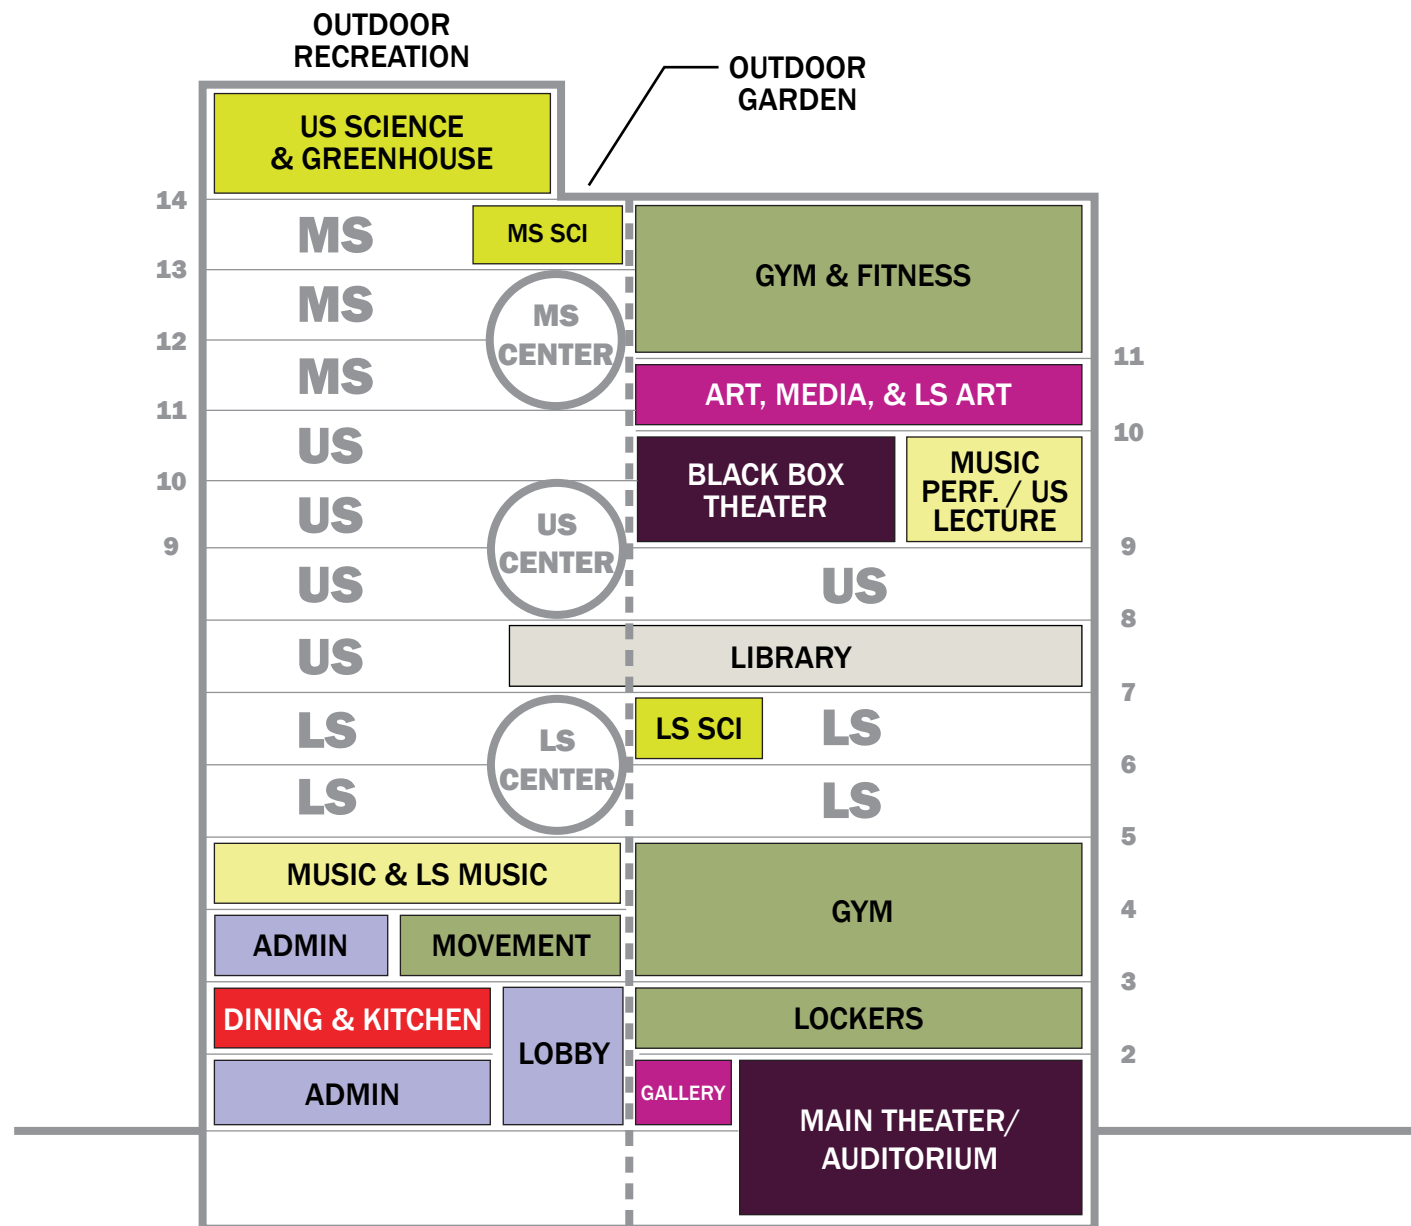 OUTDOOR
RECREATION
OUTDOOR
GARDEN
US SCIENCE
& GREENHOUSE
14
MS
MS SCI
GYM & FITNESS
13
MS
MS
CENTER
12
11
MS
ART, MEDIA, & LS ART
11
10
US
BLACK BOX
THEATER
MUSIC
PERF. / US
LECTURE
10
US
US
CENTER
9
9
US
US
8
US
LIBRARY
7
LS
LS
CENTER
LS SCI
LS
6
LS
LS
5
MUSIC & LS MUSIC
GYM
4
ADMIN
MOVEMENT
3
DINING & KITCHEN
LOBBY
LOCKERS
2
ADMIN
GALLERY
MAIN THEATER/
AUDITORIUM